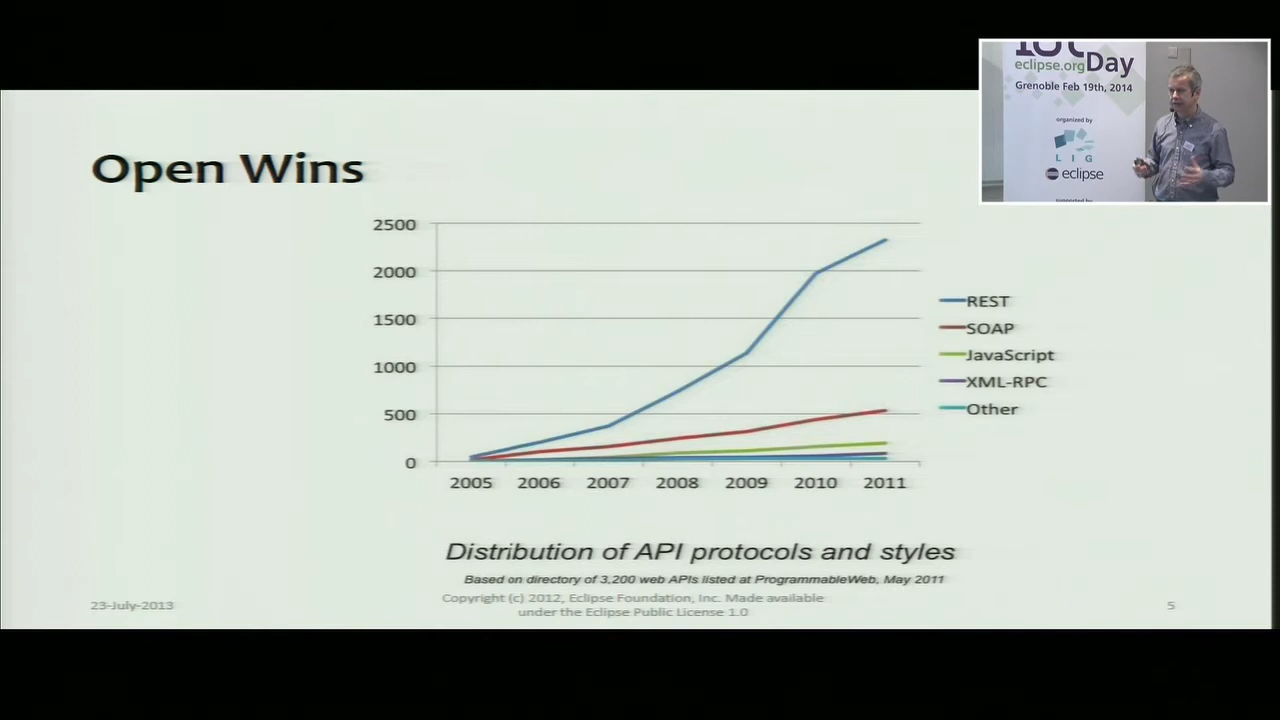 eclipse.org Day
Grenoble Feb 19th, 2014
organized by
LIG
eclipse
supported by
Open Wins
2500
2000
1500
1000
500
0
2005 2006 2007 2008 2009 2010 2011
REST
SOAP
JavaScript
XML-RPC
Other
Distribution of API protocols and styles
Based on directory of 3,200 web APIs listed at ProgrammableWeb, May 2011
23-July-2013
Copyright (c) 2012, Eclipse Foundation, Inc. Made available
under the Eclipse Public License 1.0
5